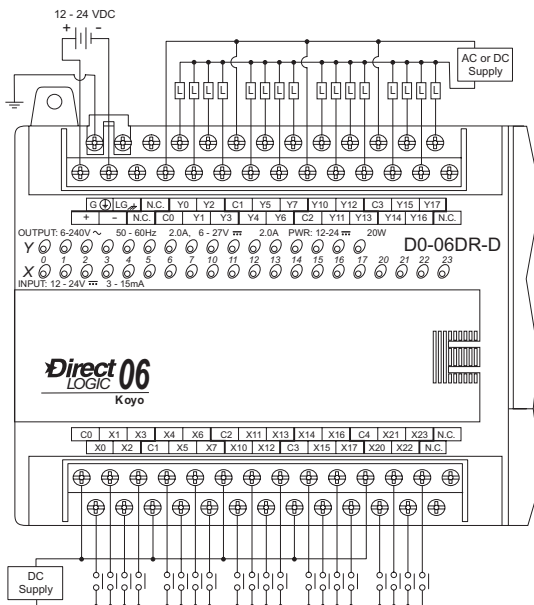 12 - 24 VDC
+ -
AC or DC
Supply
L L L L L L L L L L L L L L L L
G LG N.C. Y0 Y2 C1 Y5 Y7 Y10 Y12 C3 Y15 Y17
+ - N.C. C0 Y1 Y3 Y4 Y6 C2 Y11 Y13 Y14 Y16 N.C.
OUTPUT: 6-240V 50 - 60Hz 2.0A, 6 - 27V 2.0A PWR: 12-24 20W
Y
D0-06DR-D
0 1 2 3 4 5 6 7 10 11 12 13 14 15 16 17 20 21 22 23
X
INPUT: 12 - 24V 3 - 15mA
Direct
LOGIC 06
Koyo
C0 X1 X3 X4 X6 C2 X11 X13 X14 X16 C4 X21 X23 N.C.
X0 X2 C1 X5 X7 X10 X12 C3 X15 X17 X20 X22 N.C.
DC
Supply